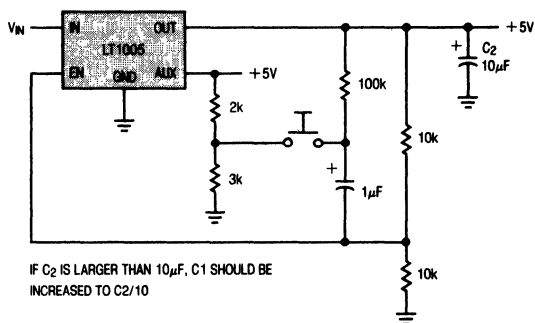 V_IN
IN
OUT
LT1005
EN
GND
AUX
+5V
+5V
+
C2
10µF
2k
100k
10k
3k
+
1µF
10k
IF C2 IS LARGER THAN 10µF, C1 SHOULD BE
INCREASED TO C2/10